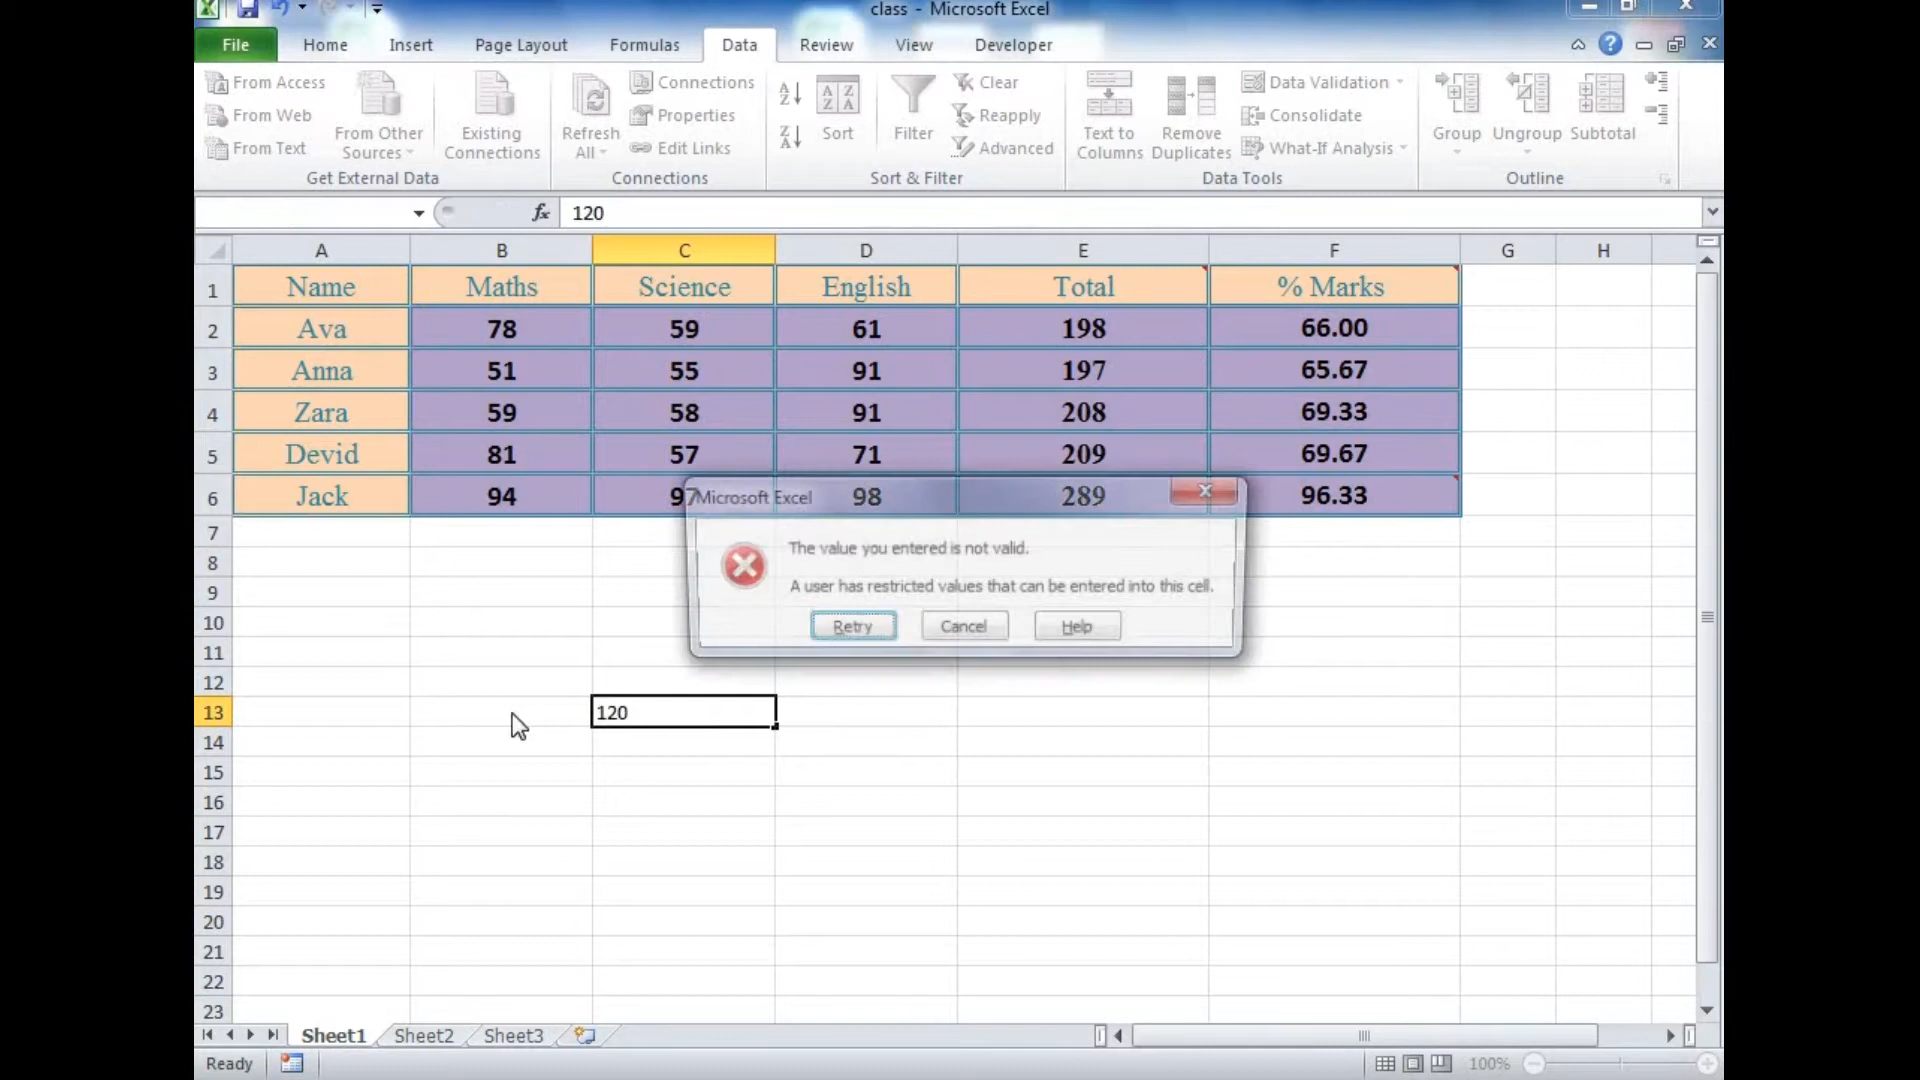 class - Microsoft Excel
File Home Insert Page Layout Formulas Data Review View Developer
From Access
From Web
From Text
From Other Sources
Existing Connections
Get External Data
Refresh All
Connections
Properties
Edit Links
Connections
Sort
Filter
Clear
Reapply
Advanced
Sort & Filter
Text to Columns
Remove Duplicates
Data Validation
Consolidate
What-If Analysis
Data Tools
Group
Ungroup
Subtotal
Outline
fx 120
A B C D E F G H
1 Name Maths Science English Total % Marks
2 Ava 78 59 61 198 66.00
3 Anna 51 55 91 197 65.67
4 Zara 59 58 91 208 69.33
5 Devid 81 57 71 209 69.67
6 Jack 94 97 98 289 96.33
Microsoft Excel
The value you entered is not valid.
A user has restricted values that can be entered into this cell.
Retry Cancel Help
7
8
9
10
11
12
13 120
14
15
16
17
18
19
20
21
22
23
Sheet1 Sheet2 Sheet3
Ready 100%